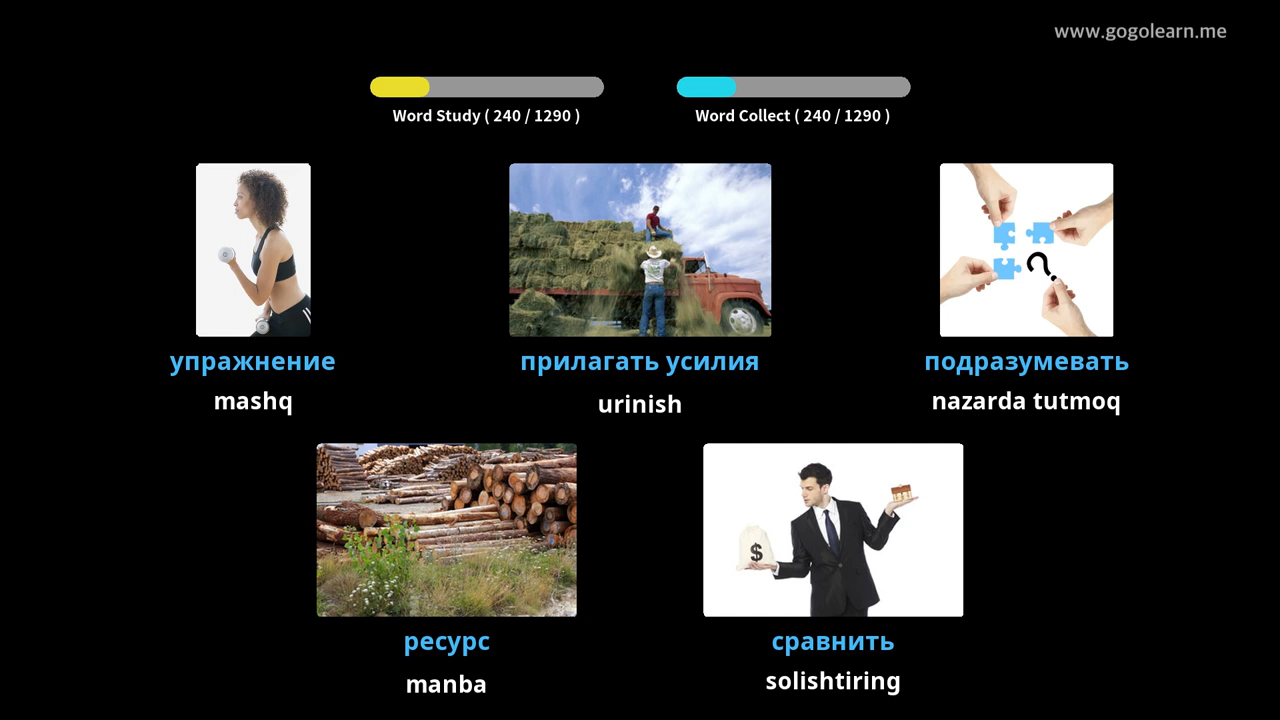 www.gogolearn.me
Word Study ( 240 / 1290 )
Word Collect ( 240 / 1290 )
упражнение
mashq
прилагать усилия
urinish
подразумевать
nazarda tutmoq
$
ресурс
manba
сравнить
solishtiring